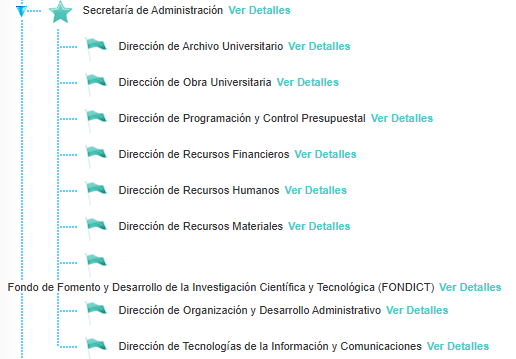 Secretaría de Administración Ver Detalles
Dirección de Archivo Universitario Ver Detalles
Dirección de Obra Universitaria Ver Detalles
Dirección de Programación y Control Presupuestal Ver Detalles
Dirección de Recursos Financieros Ver Detalles
Dirección de Recursos Humanos Ver Detalles
Dirección de Recursos Materiales Ver Detalles
Fondo de Fomento y Desarrollo de la Investigación Científica y Tecnológica (FONDICT) Ver Detalles
Dirección de Organización y Desarrollo Administrativo Ver Detalles
Dirección de Tecnologías de la Información y Comunicaciones Ver Detalles